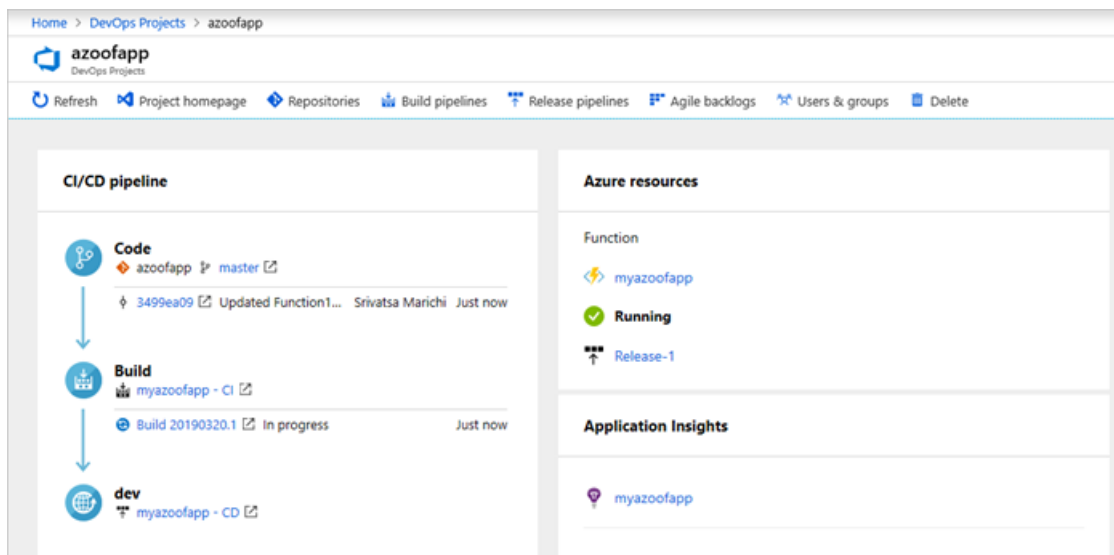 Home > DevOps Projects > azoofapp
azoofapp
DevOps Projects
Refresh Project homepage Repositories Build pipelines Release pipelines Agile backlogs Users & groups Delete
CI/CD pipeline
Code
azoofapp master
3499ea09 Updated Function1... Srivatsa Marichi Just now
Build
myazoofapp - CI
Build 20190320.1 In progress Just now
dev
myazoofapp - CD
Azure resources
Function
myazoofapp
Running
Release-1
Application Insights
myazoofapp